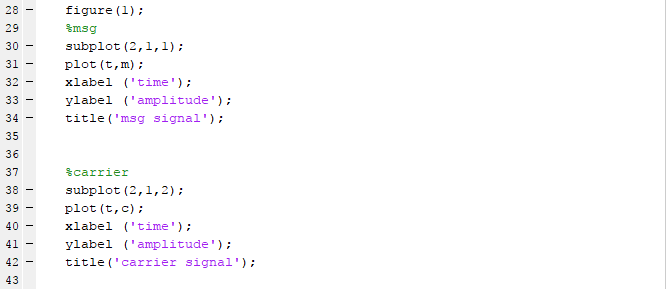 28 – figure(1);
29 %msg
30 – subplot(2,1,1);
31 – plot(t,m);
32 – xlabel ('time');
33 – ylabel ('amplitude');
34 – title('msg signal');
35
36
37 %carrier
38 – subplot(2,1,2);
39 – plot(t,c);
40 – xlabel ('time');
41 – ylabel ('amplitude');
42 – title('carrier signal');
43